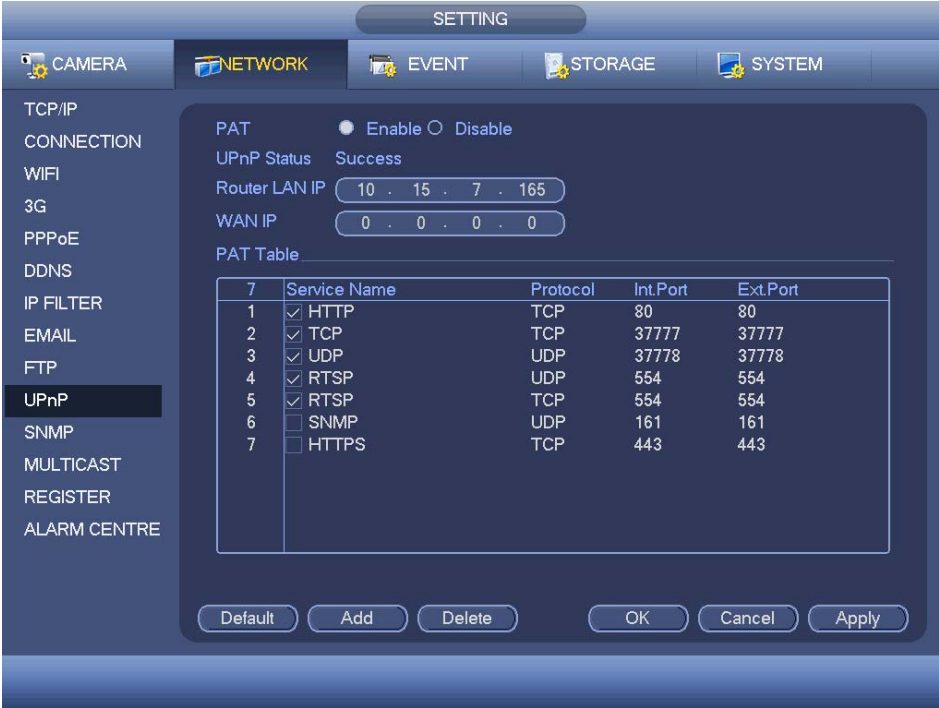 SETTING
CAMERA NETWORK EVENT STORAGE SYSTEM
TCP/IP
CONNECTION
WIFI
3G
PPPoE
DDNS
IP FILTER
EMAIL
FTP
UPnP
SNMP
MULTICAST
REGISTER
ALARM CENTRE
PAT Enable Disable
UPnP Status Success
Router LAN IP 10 . 15 . 7 . 165
WAN IP 0 . 0 . 0 . 0
PAT Table
7 Service Name Protocol Int.Port Ext.Port
1 HTTP TCP 80 80
2 TCP TCP 37777 37777
3 UDP UDP 37778 37778
4 RTSP UDP 554 554
5 RTSP TCP 554 554
6 SNMP UDP 161 161
7 HTTPS TCP 443 443
Default Add Delete OK Cancel Apply